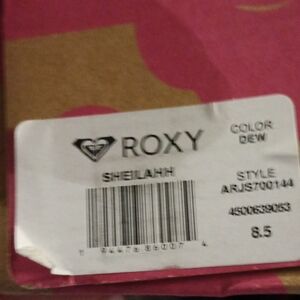 ROXY
COLOR
DEW
SHEILAHH
STYLE
ARJS700144
4500639053
8.5